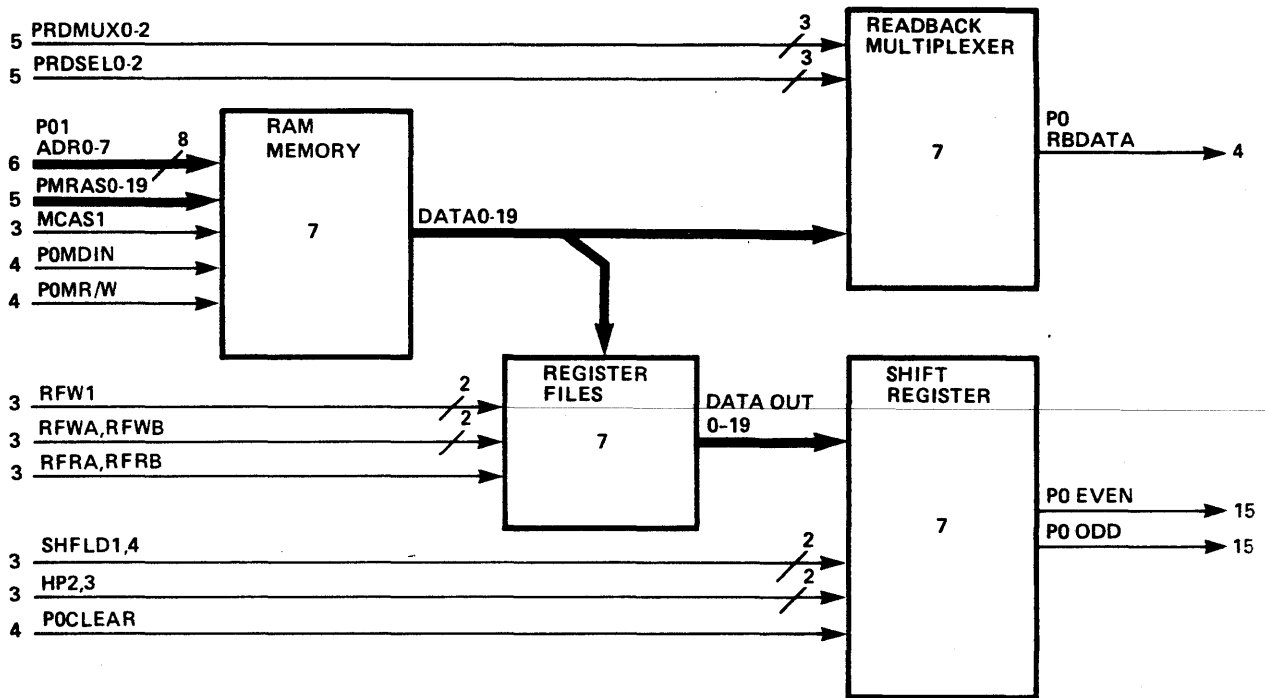 5 PRDMUX0-2 3
5 PRDSEL0-2 3
READBACK
MULTIPLEXER
7
P0
RBDATA 4
P01
6 ADR0-7 8
5 PMRAS0-19
3 MCAS1
4 P0MDIN
4 P0MR/W
RAM
MEMORY
7
DATA0-19
3 RFW1 2
3 RFWA,RFWB 2
3 RFRA,RFRB
REGISTER
FILES
7
DATA OUT
0-19
SHIFT
REGISTER
7
P0 EVEN 15
P0 ODD 15
3 SHFLD1,4 2
3 HP2,3 2
4 P0CLEAR